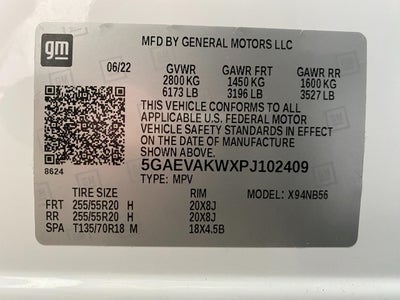 gm
MFD BY GENERAL MOTORS LLC
06/22 GVWR GAWR FRT GAWR RR
2800 KG 1450 KG 1600 KG
6173 LB 3196 LB 3527 LB
THIS VEHICLE CONFORMS TO ALL
APPLICABLE U.S. FEDERAL MOTOR
VEHICLE SAFETY STANDARDS IN EFFECT
ON THE DATE OF MANUFACTURE
SHOWN ABOVE.
8624 5GAEVAKWXPJ102409
TYPE: MPV
TIRE SIZE RIM MODEL: X94NB56
FRT 255/55R20 H 20X8J
RR 255/55R20 H 20X8J
SPA T135/70R18 M 18X4.5B